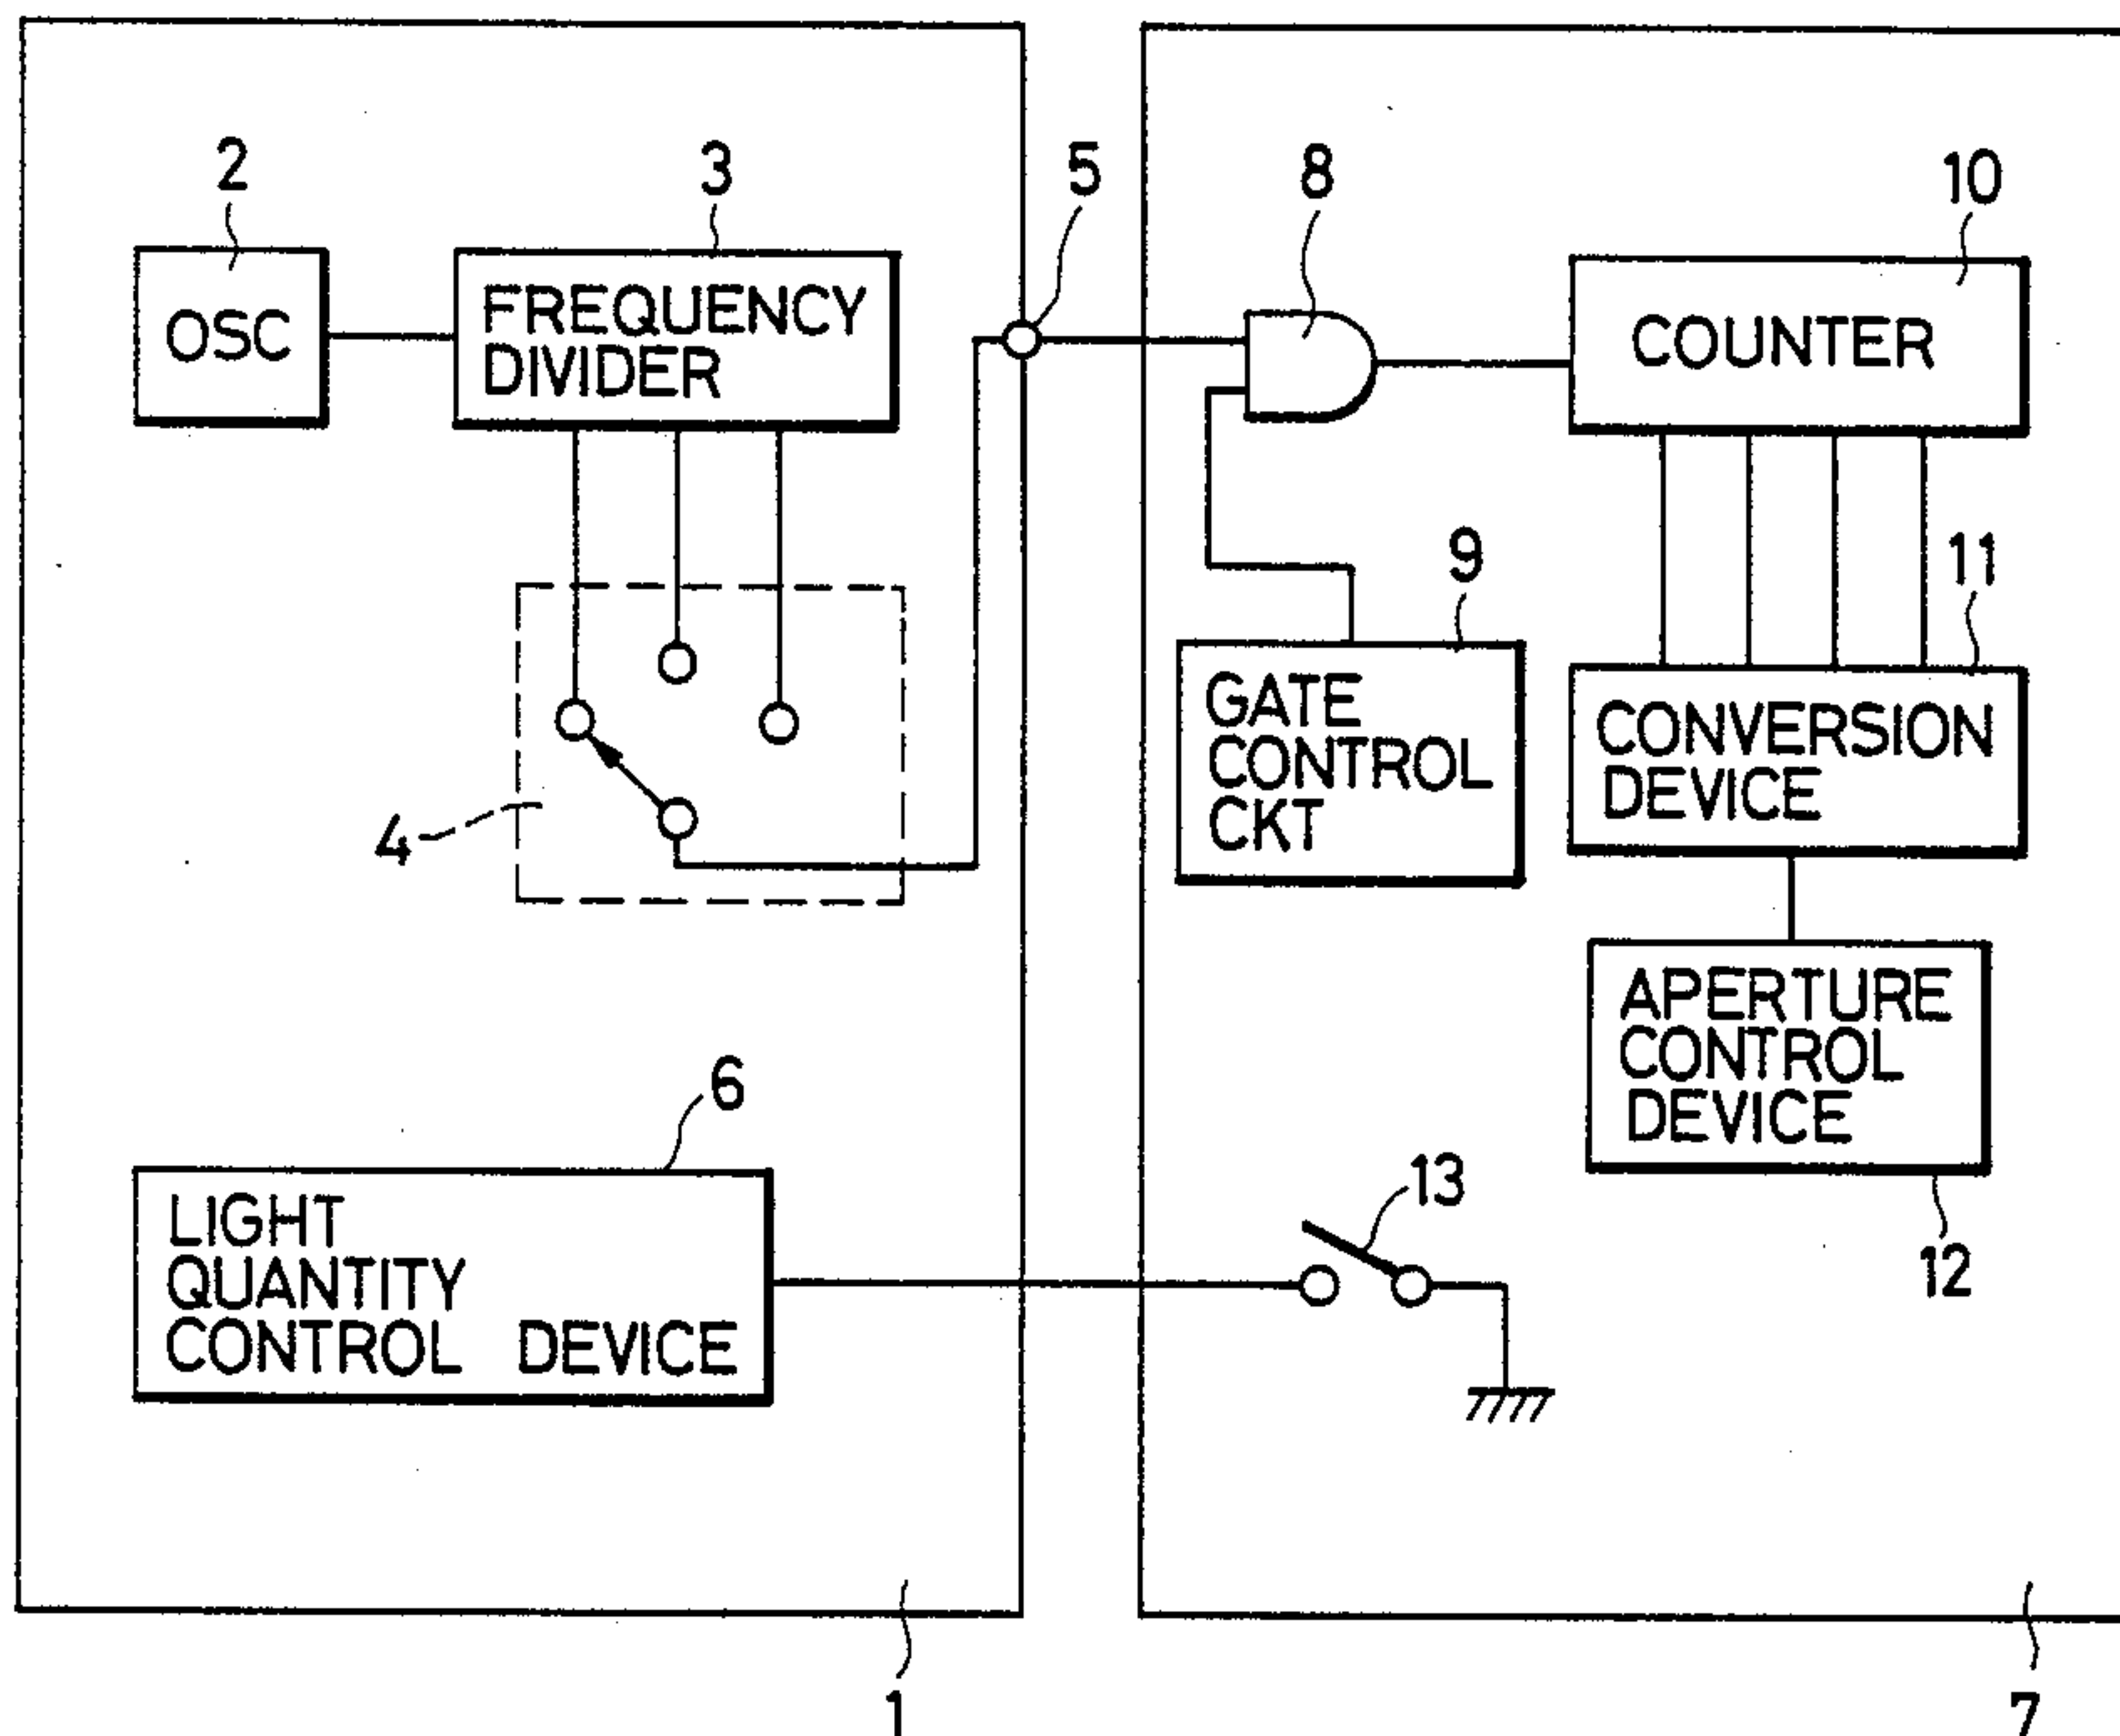 2
3
5
8
10
OSC
FREQUENCY
DIVIDER
COUNTER
9
11
4
GATE
CONTROL
CKT
CONVERSION
DEVICE
APERTURE
CONTROL
DEVICE
12
6
LIGHT
QUANTITY
CONTROL DEVICE
13
1
7